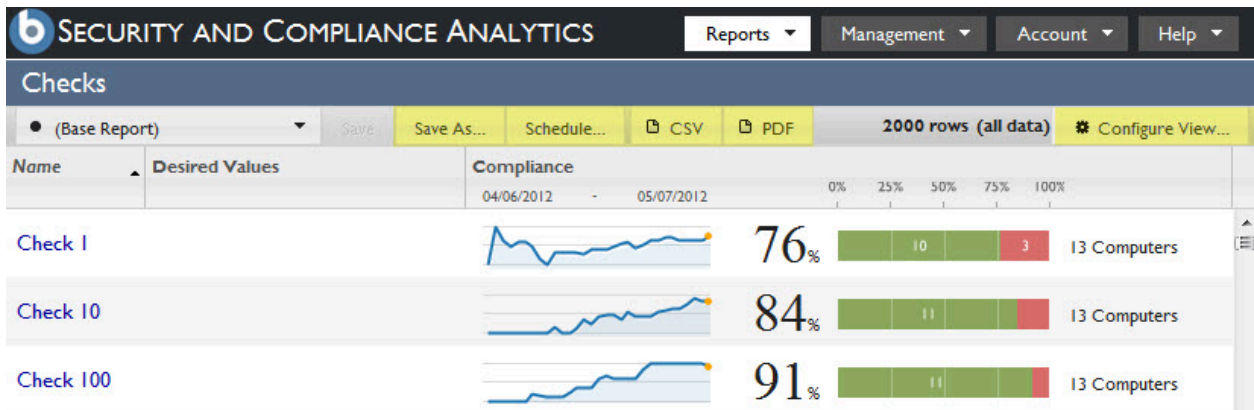 b SECURITY AND COMPLIANCE ANALYTICS Reports Management Account Help
Checks
(Base Report) Save Save As... Schedule... CSV PDF 2000 rows (all data) Configure View...
Name Desired Values Compliance
04/06/2012 - 05/07/2012 0% 25% 50% 75% 100%
Check 1 76% 10 3 13 Computers
Check 10 84% 11 13 Computers
Check 100 91% 11 13 Computers